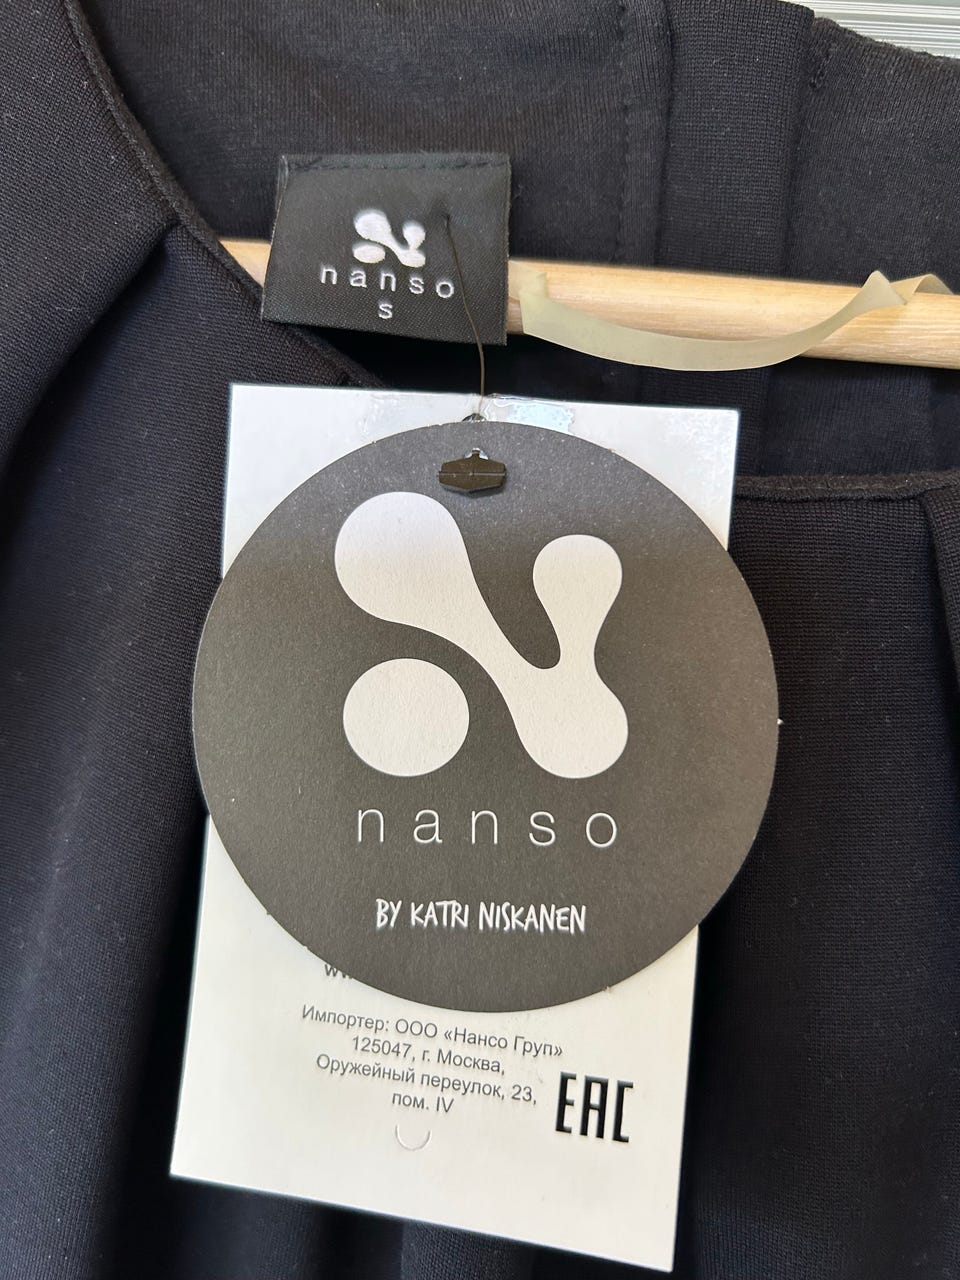 nanso
s
nanso
BY KATRI NISKANEN
Импортер: ООО «Нансо Груп»
125047, г. Москва,
Оружейный переулок, 23,
пом. IV
EAC